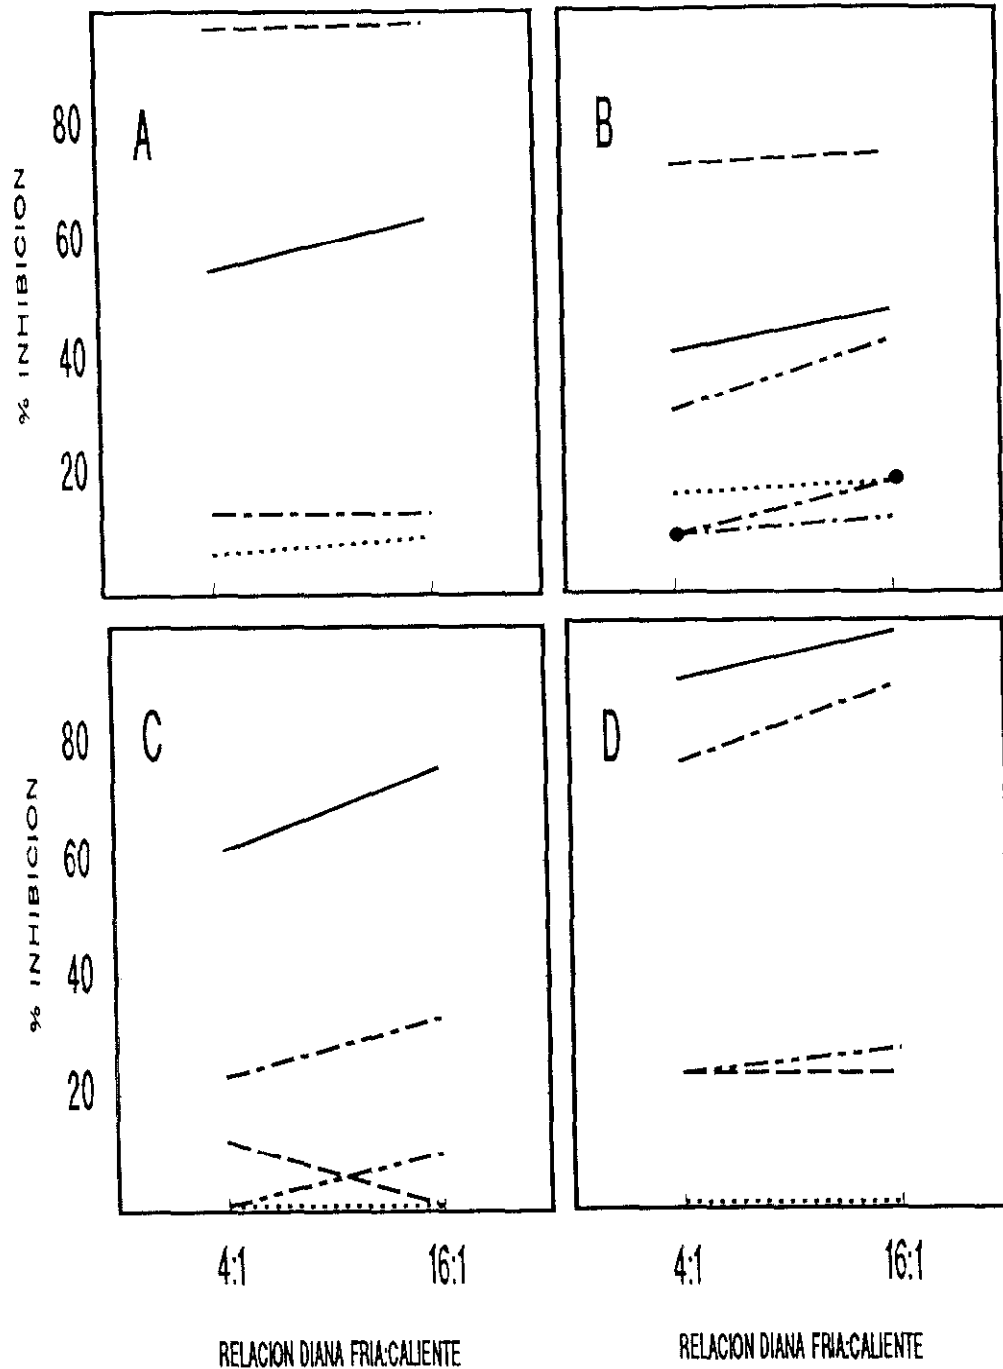 A
B
80
60
40
20
% INHIBICION
C
D
80
60
40
20
% INHIBICION
4:1
16:1
4:1
16:1
RELACION DIANA FRIA:CALIENTE
RELACION DIANA FRIA:CALIENTE